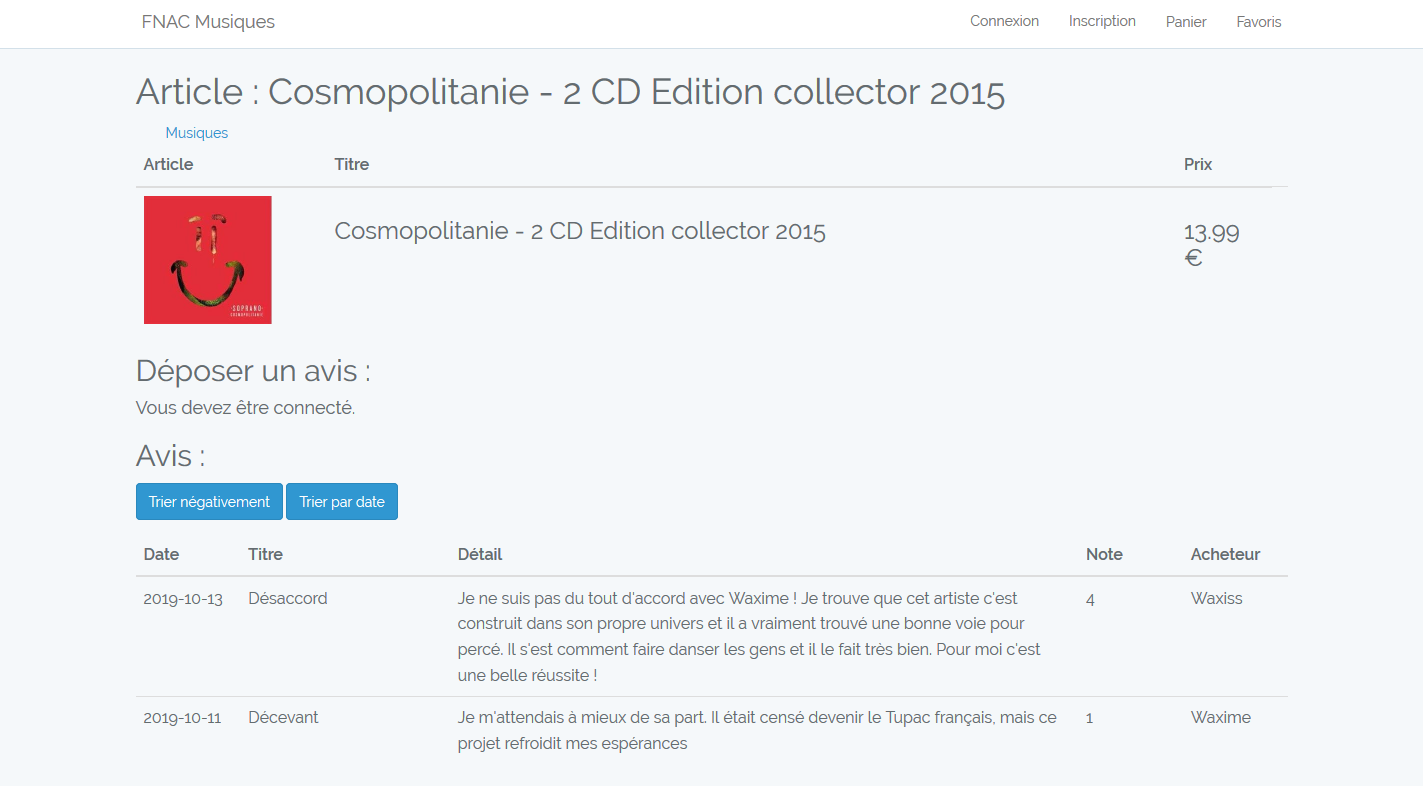 FNAC Musiques Connexion Inscription Panier Favoris
Article : Cosmopolitanie - 2 CD Edition collector 2015
Musiques
Article Titre Prix
Cosmopolitanie - 2 CD Edition collector 2015 13.99
€
·SOPRANO·
COSMOPOLITANIE
Déposer un avis :
Vous devez être connecté.
Avis :
Trier négativement Trier par date
Date Titre Détail Note Acheteur
2019-10-13 Désaccord Je ne suis pas du tout d'accord avec Waxime ! Je trouve que cet artiste c'est 4 Waxiss
construit dans son propre univers et il a vraiment trouvé une bonne voie pour
percé. Il s'est comment faire danser les gens et il le fait très bien. Pour moi c'est
une belle réussite !
2019-10-11 Décevant Je m'attendais à mieux de sa part. Il était censé devenir le Tupac français, mais ce 1 Waxime
projet refroidit mes espérances